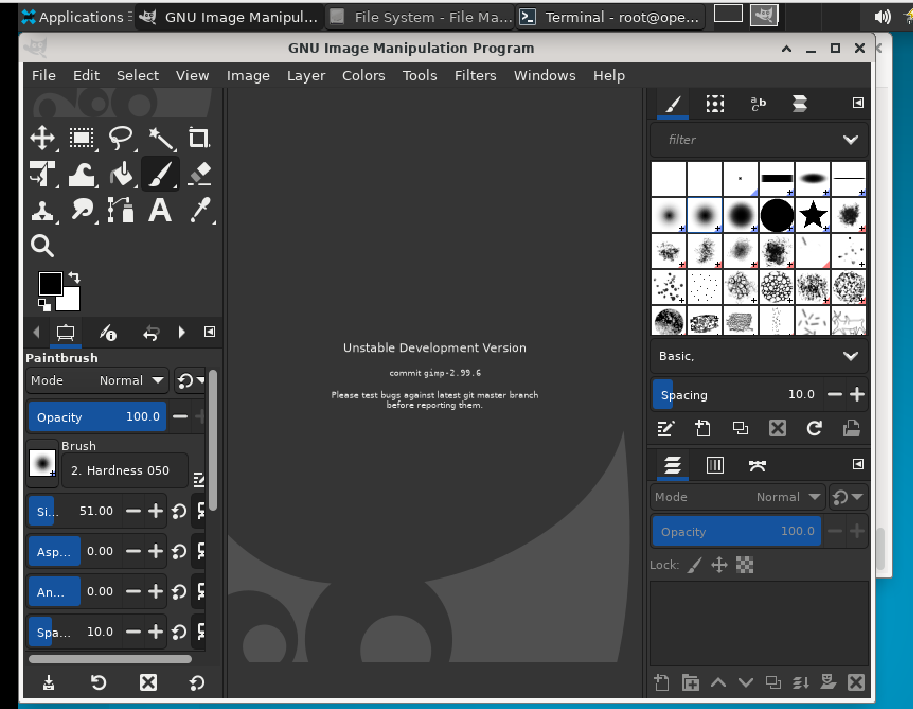 Applications
GNU Image Manipul...
File System - File Ma...
Terminal - root@ope...
GNU Image Manipulation Program
File Edit Select View Image Layer Colors Tools Filters Windows Help
filter
Unstable Development Version
commit gimp-2.99.6
Please test bugs against latest git master branch
before reporting them.
Paintbrush
Mode Normal
Opacity 100.0
Brush
2. Hardness 050
Si... 51.00
Asp... 0.00
An... 0.00
Spa... 10.0
Basic,
Spacing 10.0
Mode Normal
Opacity 100.0
Lock: